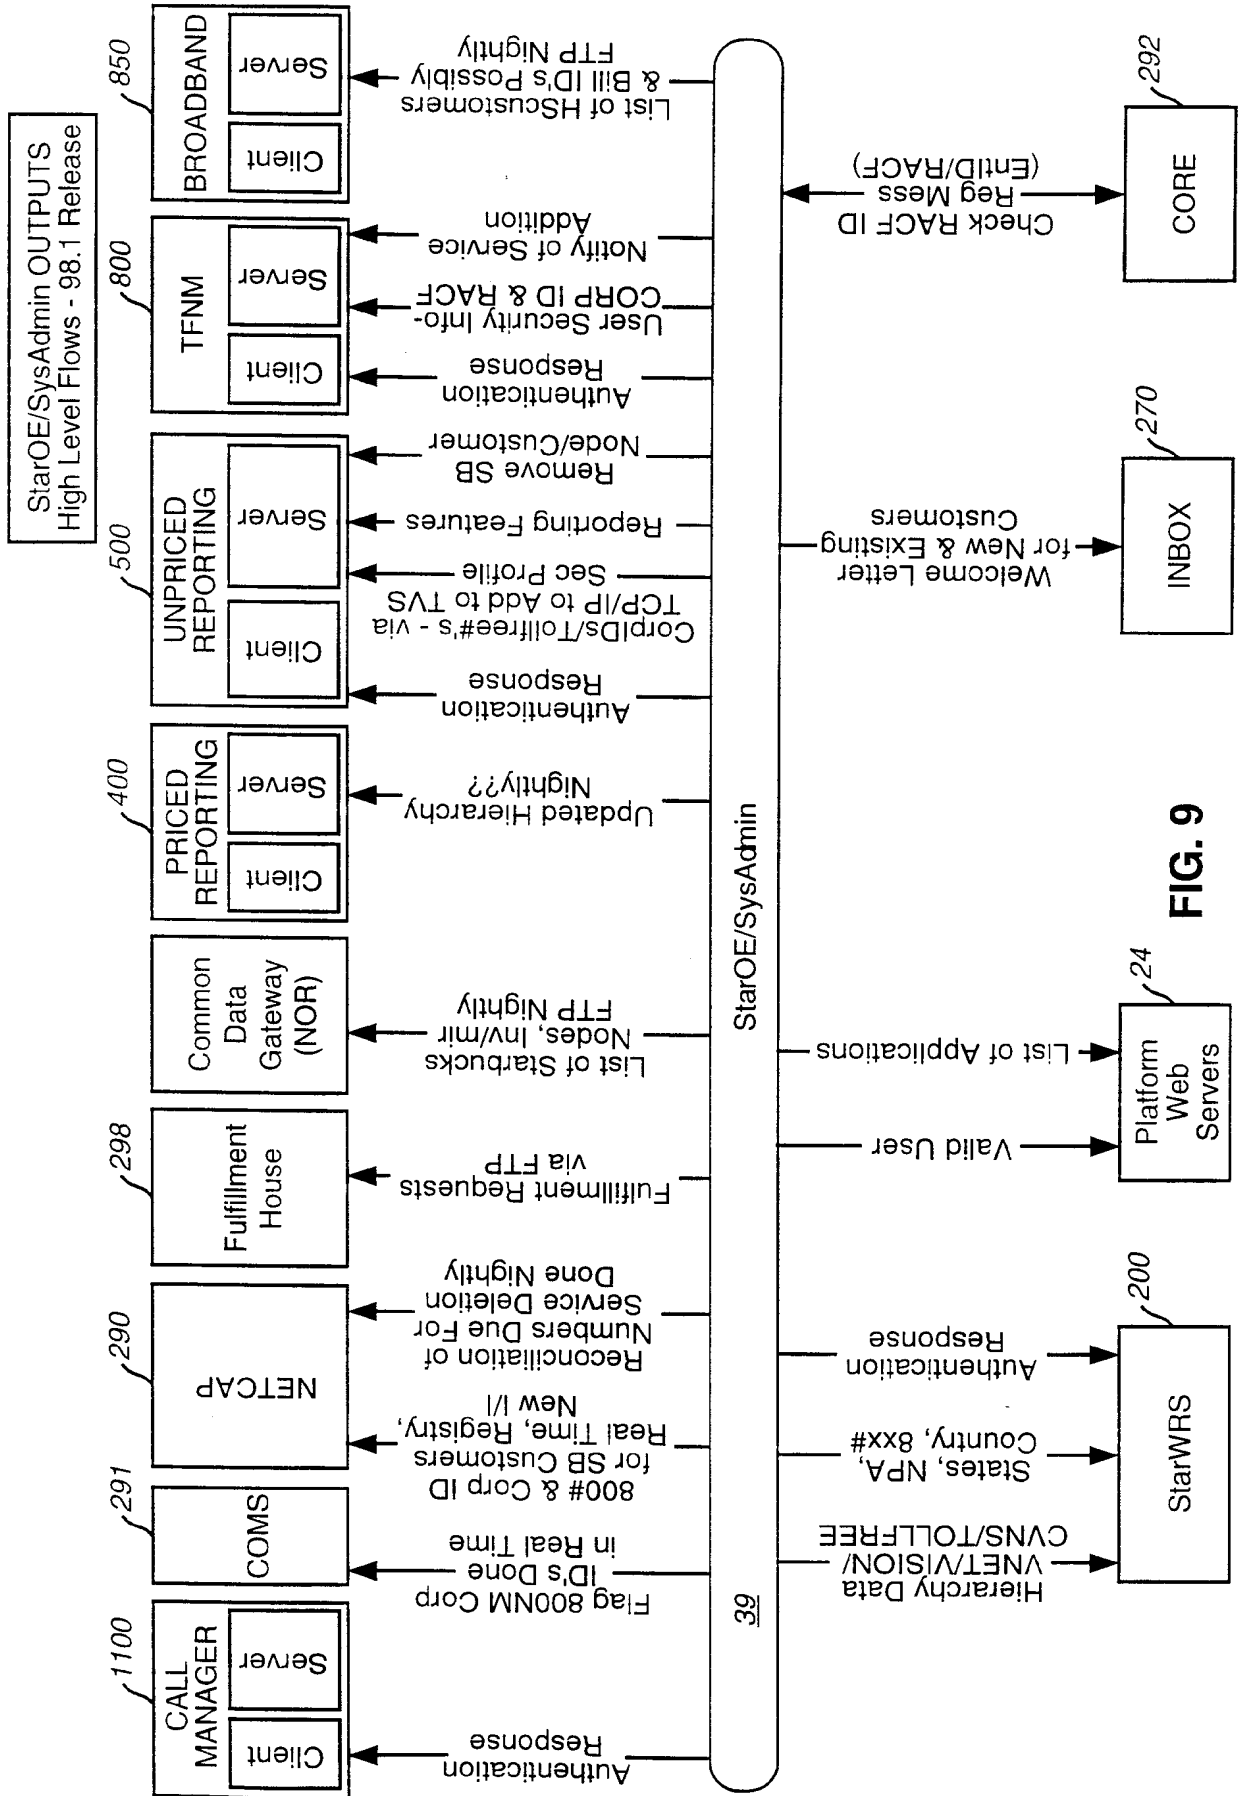 StarOE/SysAdmin OUTPUTS
High Level Flows - 98.1 Release
1100
CALL
MANAGER
Client
Server
291
COMS
290
NETCAP
298
Fulfillment
House
Common
Data
Gateway
(NOR)
400
PRICED
REPORTING
Client
Server
500
UNPRICED
REPORTING
Client
Server
800
TFNM
Client
Server
850
BROADBAND
Client
Server
Authentication
Response
Flag 800NM Corp
ID's Done
in Real Time
800# & Corp ID
for SB Customers
Real Time, Registry,
New I/I
Reconciliation of
Numbers Due For
Service Deletion
Done Nightly
Fulfillment Requests
via FTP
List of Starbucks
Nodes, Inv/mir
FTP Nightly
Updated Hierarchy
Nightly??
Authentication
Response
CorpIDs/Tollfree#'s - via
TCP/IP to Add to TVS
Sec Profile
Reporting Features
Remove SB
Node/Customer
Authentication
Response
User Security Info-
CORP ID & RACF
Notify of Service
Addition
List of HScustomers
& Bill ID's Possibly
FTP Nightly
39
StarOE/SysAdmin
Hierarchy Data
VNET/VISION/
CVNS/TOLLFREE
States, NPA,
Country, 8xx#
Authentication
Response
Valid User
List of Applications
Welcome Letter
for New & Existing
Customers
Check RACF ID
Reg Mess
(EntID/RACF)
200
StarWRS
24
Platform
Web
Servers
270
INBOX
292
CORE
FIG. 9